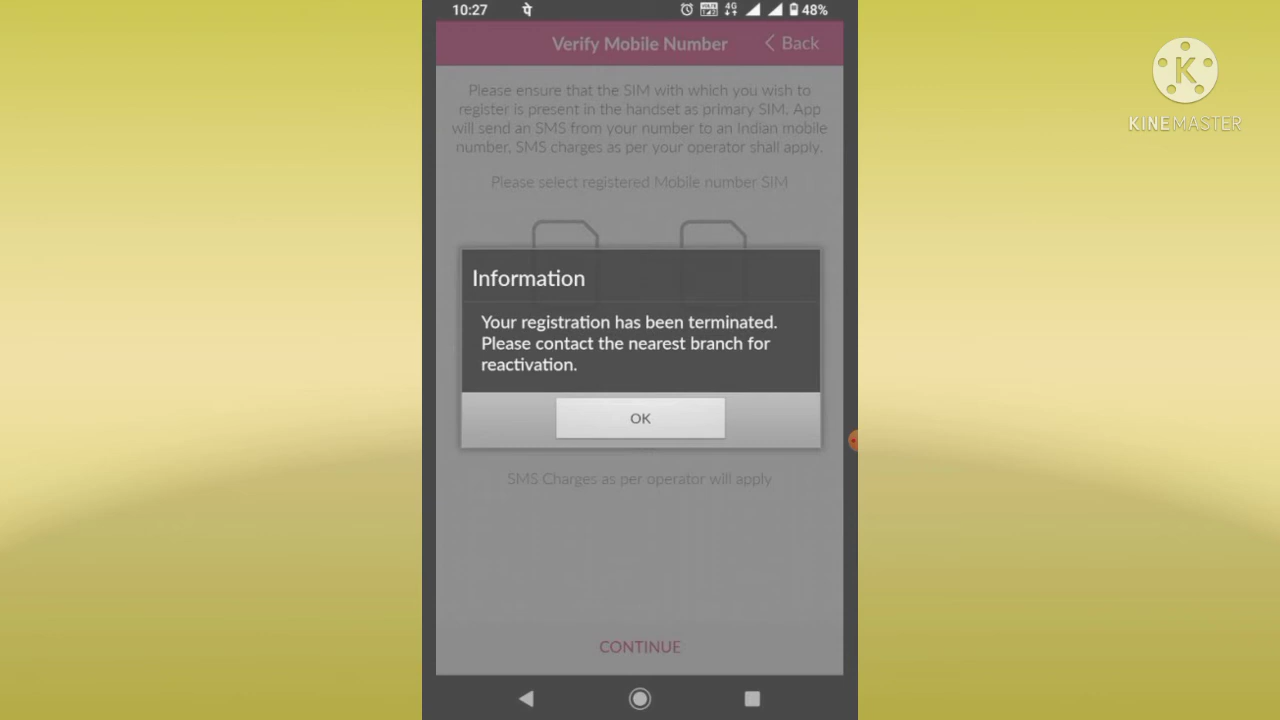 10:27 पे 4G 48%
Verify Mobile Number Back
Please ensure that the SIM with which you wish to
register is present in the handset as primary SIM. App
will send an SMS from your number to an Indian mobile
number, SMS charges as per your operator shall apply.
Please select registered Mobile number SIM
Information
Your registration has been terminated.
Please contact the nearest branch for
reactivation.
OK
SMS Charges as per operator will apply
CONTINUE
K
KINEMASTER